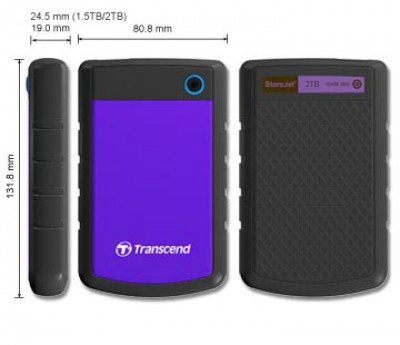 24.5 mm (1.5TB/2TB)
19.0 mm
80.8 mm
131.8 mm
Transcend
StoreJet
2TB